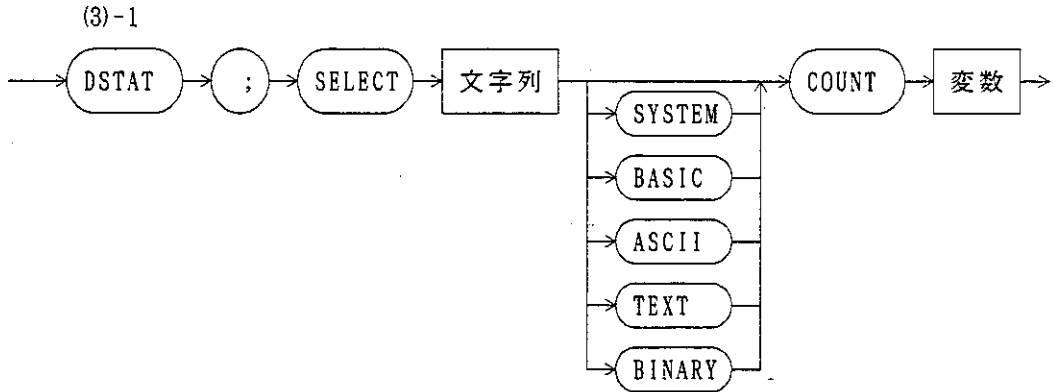 (3)-1
DSTAT ; SELECT 文字列 COUNT 変数
SYSTEM
BASIC
ASCII
TEXT
BINARY